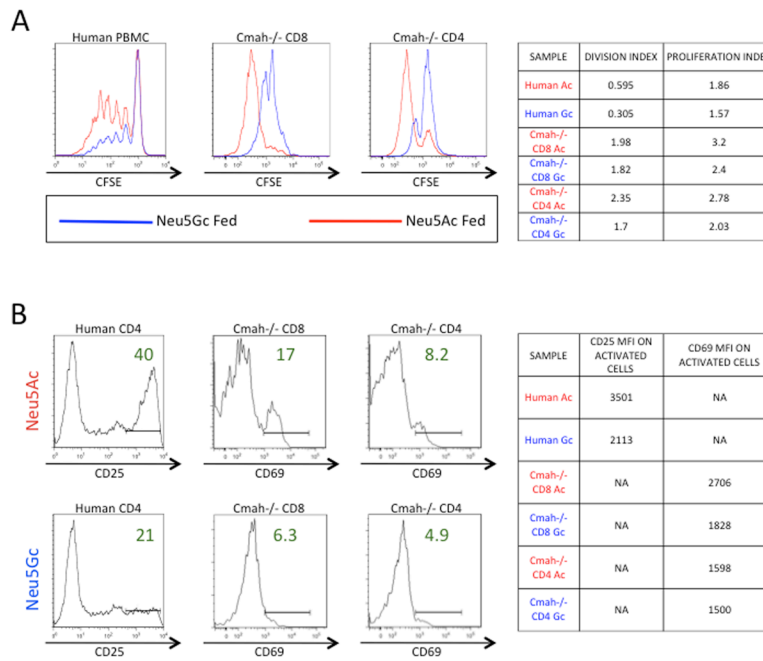 A
Human PBMC
Cmah-/- CD8
Cmah-/- CD4
CFSE
CFSE
CFSE
Neu5Gc Fed
Neu5Ac Fed
SAMPLE DIVISION INDEX PROLIFERATION INDE
Human Ac 0.595 1.86
Human Gc 0.305 1.57
Cmah-/-
CD8 Ac 1.98 3.2
Cmah-/-
CD8 Gc 1.82 2.4
Cmah-/-
CD4 Ac 2.35 2.78
Cmah-/-
CD4 Gc 1.7 2.03
B
Neu5Ac
Human CD4
40
CD25
Cmah-/- CD8
17
CD69
Cmah-/- CD4
8.2
CD69
Neu5Gc
Human CD4
21
CD25
Cmah-/- CD8
6.3
CD69
Cmah-/- CD4
4.9
CD69
SAMPLE
CD25 MFI ON
ACTIVATED
CELLS
CD69 MFI ON
ACTIVATED CELLS
Human Ac 3501 NA
Human Gc 2113 NA
Cmah-/-
CD8 Ac NA 2706
Cmah-/-
CD8 Gc NA 1828
Cmah-/-
CD4 Ac NA 1598
Cmah-/-
CD4 Gc NA 1500